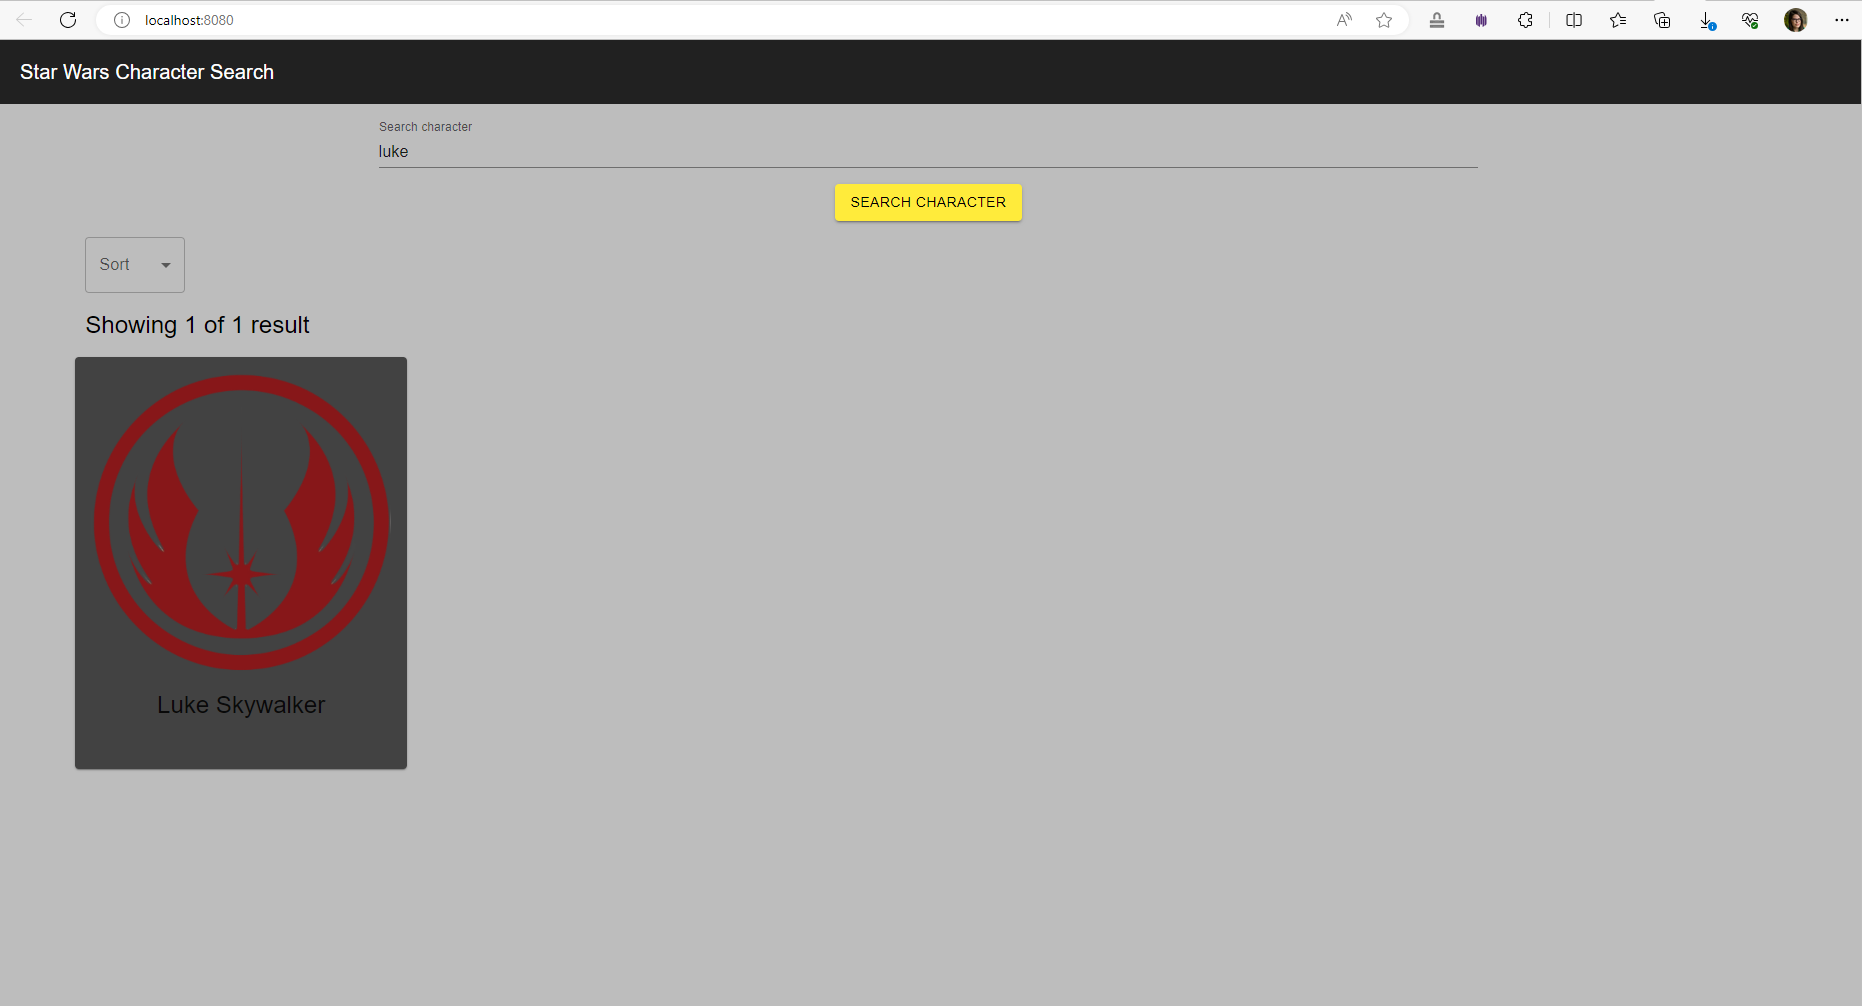 localhost:8080
Star Wars Character Search
Search character
luke
SEARCH CHARACTER
Sort
Showing 1 of 1 result
Luke Skywalker